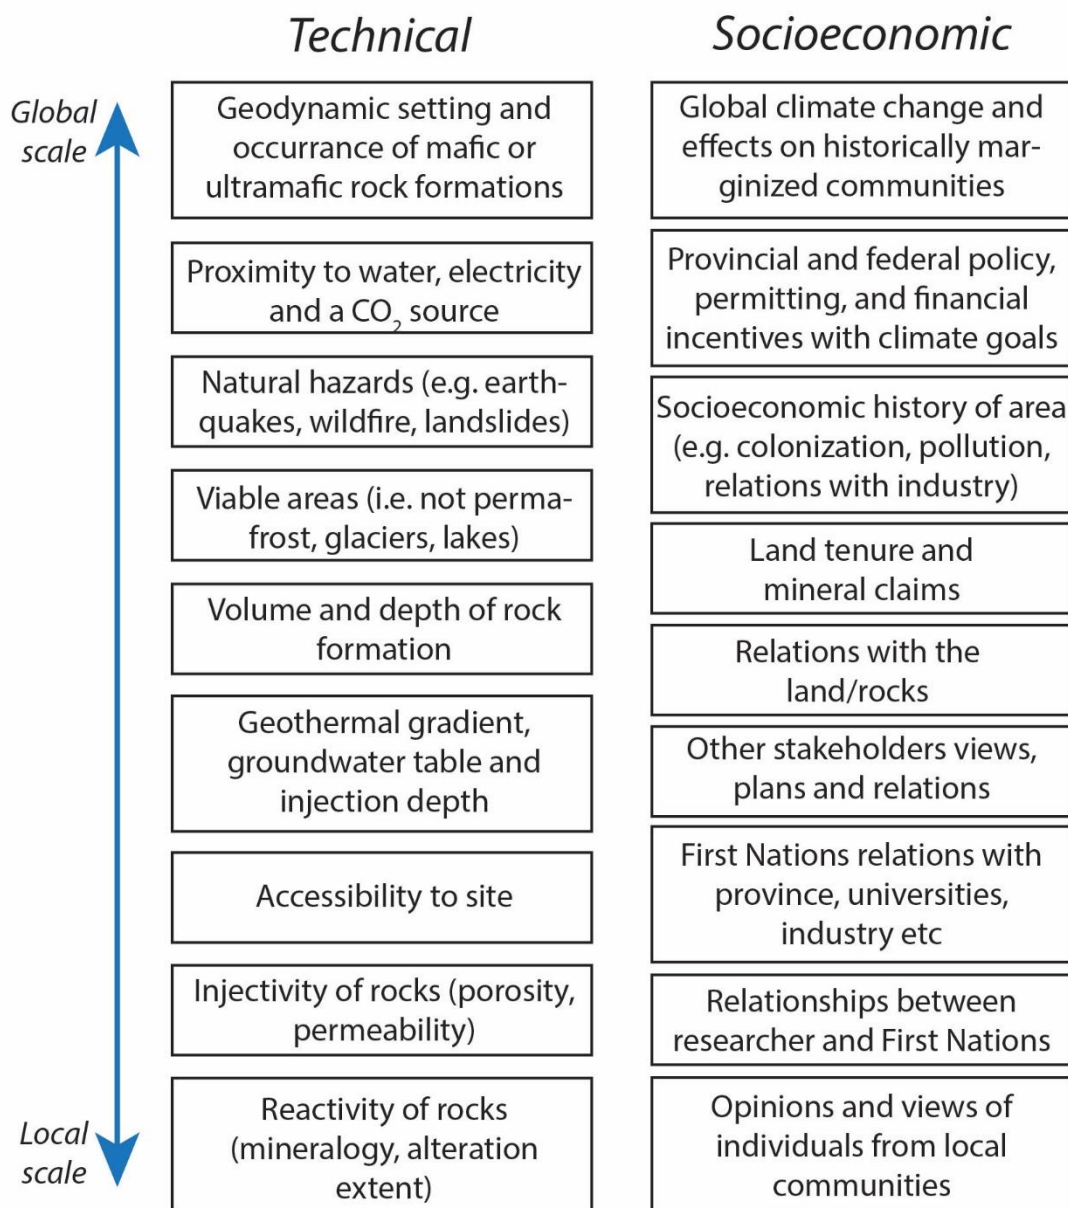 Technical
Socioeconomic
Global
scale
Geodynamic setting and
occurrance of mafic or
ultramafic rock formations
Proximity to water, electricity
and a CO₂ source
Natural hazards (e.g. earth-
quakes, wildfire, landslides)
Viable areas (i.e. not perma-
frost, glaciers, lakes)
Volume and depth of rock
formation
Geothermal gradient,
groundwater table and
injection depth
Accessibility to site
Injectivity of rocks (porosity,
permeability)
Reactivity of rocks
(mineralogy, alteration
extent)
Global climate change and
effects on historically mar-
ginized communities
Provincial and federal policy,
permitting, and financial
incentives with climate goals
Socioeconomic history of area
(e.g. colonization, pollution,
relations with industry)
Land tenure and
mineral claims
Relations with the
land/rocks
Other stakeholders views,
plans and relations
First Nations relations with
province, universities,
industry etc
Relationships between
researcher and First Nations
Opinions and views of
individuals from local
communities
Local
scale